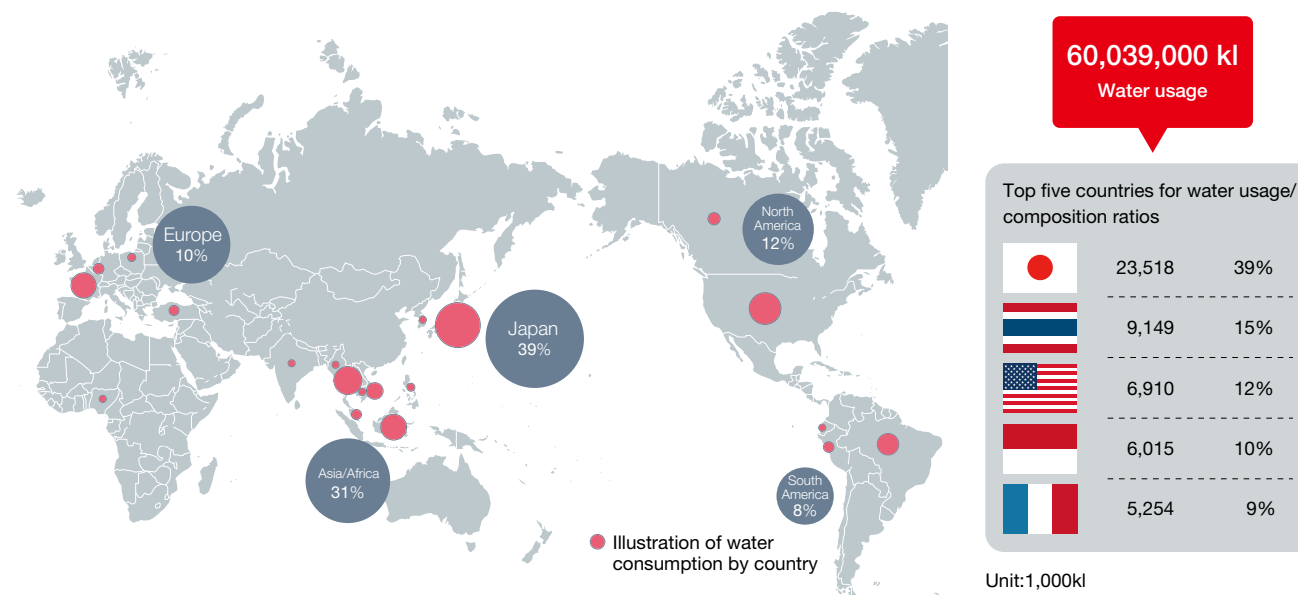 60,039,000 kl
Water usage
Top five countries for water usage/
composition ratios
23,518 39%
9,149 15%
6,910 12%
6,015 10%
5,254 9%
Unit:1,000kl
Europe
10%
Japan
39%
Asia/Africa
31%
North
America
12%
South
America
8%
Illustration of water
consumption by country